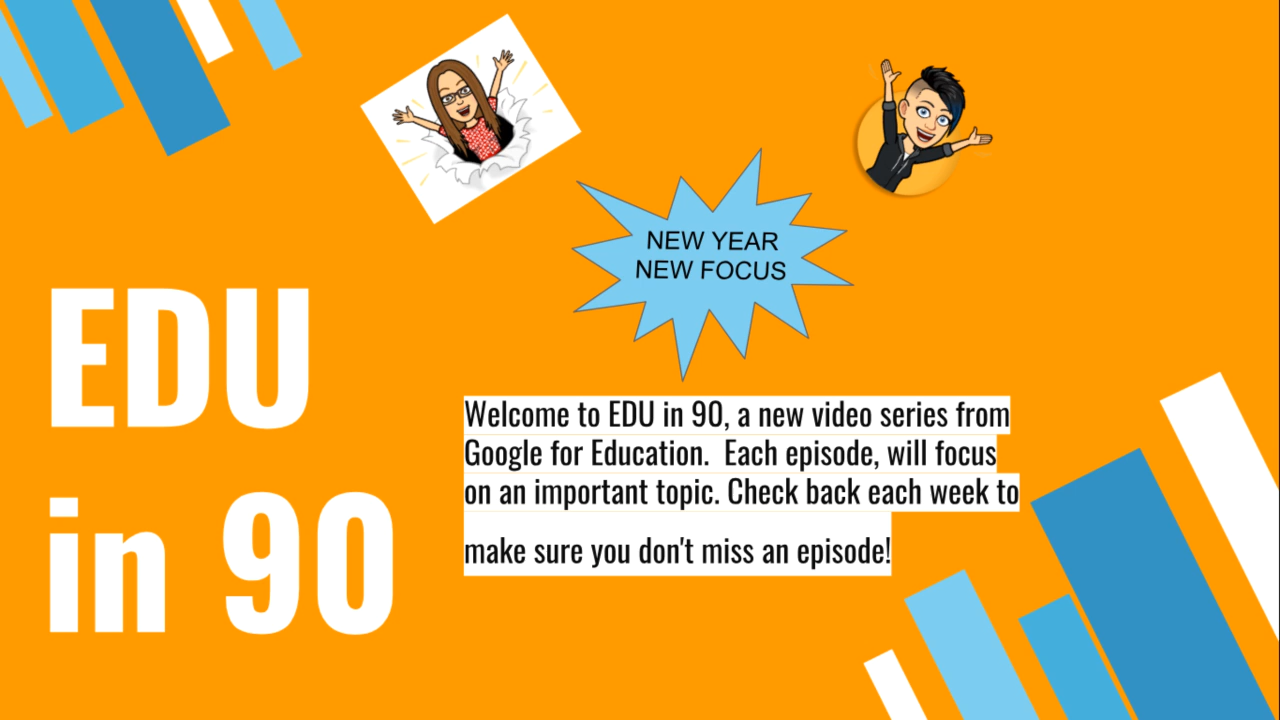 NEW YEAR
NEW FOCUS
EDU
in 90
Welcome to EDU in 90, a new video series from
Google for Education.  Each episode, will focus
on an important topic. Check back each week to
make sure you don't miss an episode!